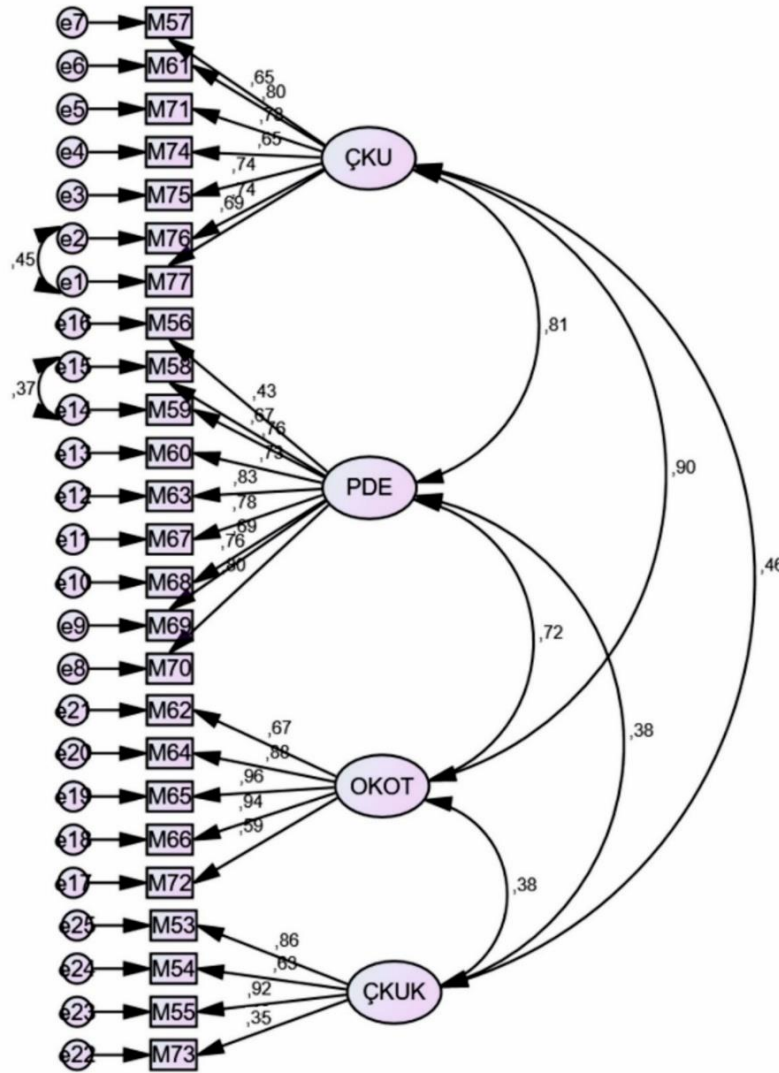 e7 M57
e6 M61
e5 M71
e4 M74
e3 M75
e2 M76
e1 M77
,45
,65
,80
,73
,65
,74
,74
,69
ÇKU
e16 M56
e15 M58
e14 M59
e13 M60
e12 M63
e11 M67
e10 M68
e9 M69
e8 M70
,37
,43
,67
,76
,73
,83
,78
,69
,76
,80
PDE
e21 M62
e20 M64
e19 M65
e18 M66
e17 M72
,67
,88
,96
,94
,59
OKOT
e25 M53
e24 M54
e23 M55
e22 M73
,86
,63
,92
,35
ÇKUK
,81
,90
,46
,72
,38
,38